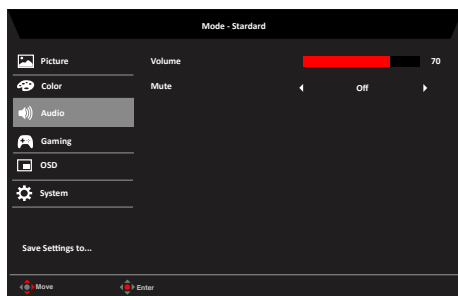 Mode - Stardard
Picture
Volume 70
Color
Mute Off
Audio
Gaming
OSD
System
Save Settings to...
Move Enter